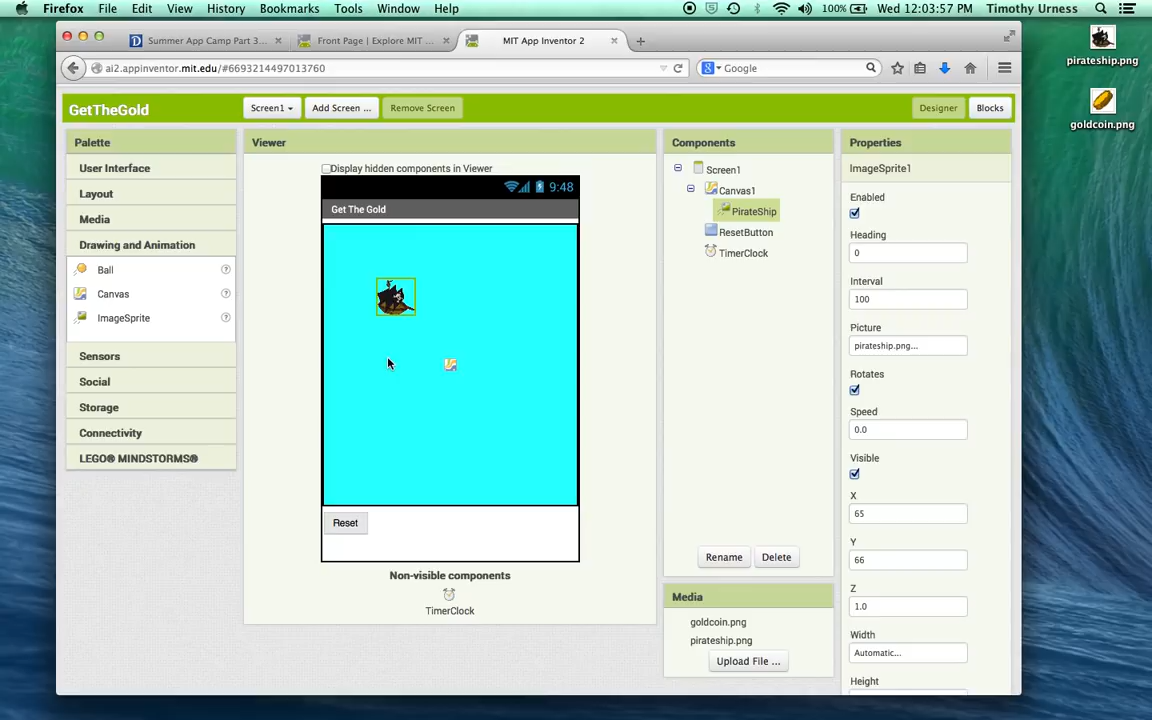 Firefox File Edit View History Bookmarks Tools Window Help 5 100% Wed 12:03:57 PM Timothy Urness
Summer App Camp Part 3... × Front Page | Explore MIT ... × MIT App Inventor 2 × +
ai2.appinventor.mit.edu/#6693214497013760 Google
GetTheGold Screen1 Add Screen ... Remove Screen Designer Blocks
Palette Viewer Components Properties
User Interface
Layout
Media
Drawing and Animation
Ball ?
Canvas ?
ImageSprite ?
Sensors
Social
Storage
Connectivity
LEGO® MINDSTORMS®
Display hidden components in Viewer
9:48
Get The Gold
Reset
Non-visible components
TimerClock
Screen1
Canvas1
PirateShip
ResetButton
TimerClock
Rename Delete
Media
goldcoin.png
pirateship.png
Upload File ...
ImageSprite1
Enabled
Heading
0
Interval
100
Picture
pirateship.png...
Rotates
Speed
0.0
Visible
X
65
Y
66
Z
1.0
Width
Automatic...
Height
pirateship.png
goldcoin.png